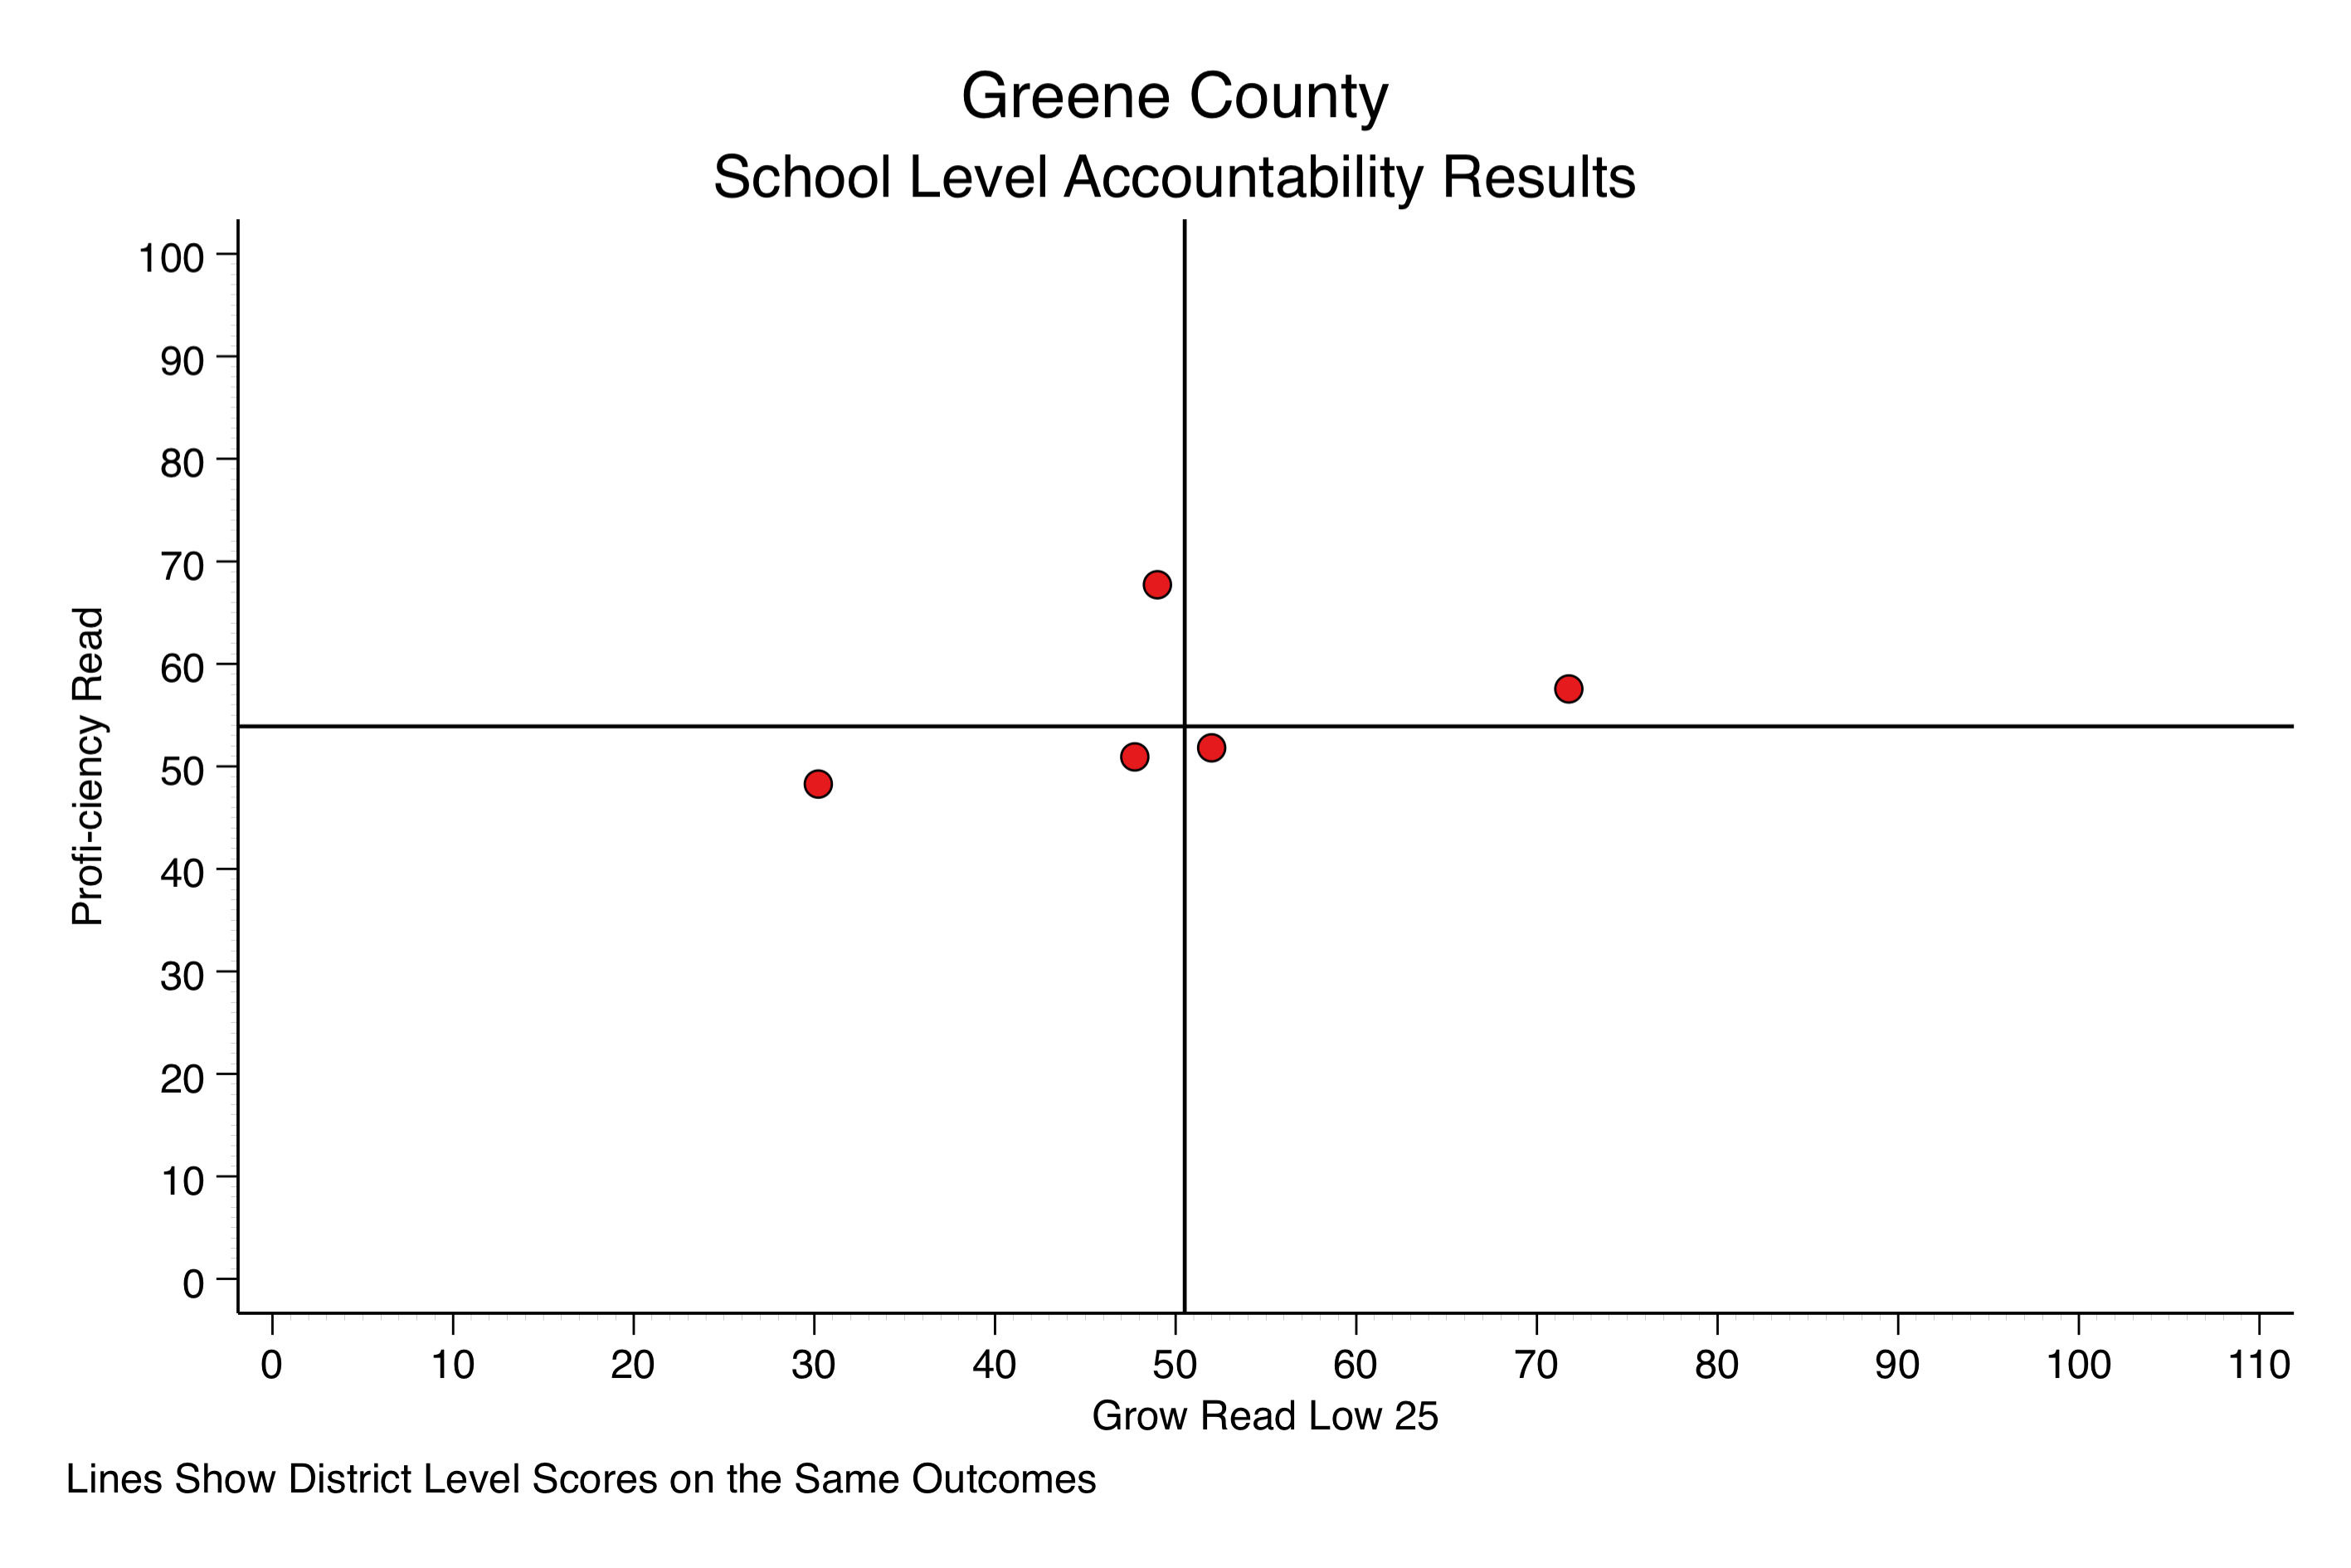 Greene County
School Level Accountability Results
100
90
80
70
60
50
40
30
20
10
0
Profi-ciency Read
0 10 20 30 40 50 60 70 80 90 100 110
Grow Read Low 25
Lines Show District Level Scores on the Same Outcomes